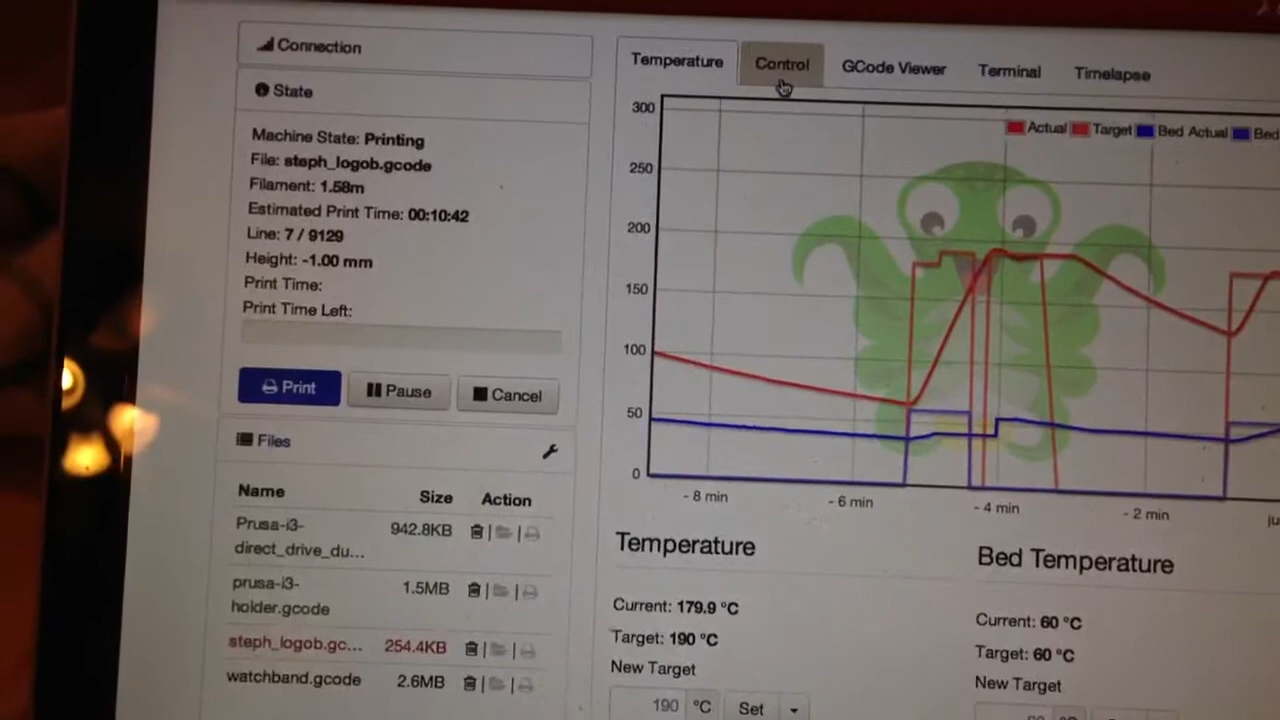 Connection
State
Machine State: Printing
File: steph_logob.gcode
Filament: 1.58m
Estimated Print Time: 00:10:42
Line: 7 / 9129
Height: -1.00 mm
Print Time:
Print Time Left:
Print Pause Cancel
Files
Name Size Action
Prusa-i3-
direct_drive_du... 942.8KB
prusa-i3-
holder.gcode 1.5MB
steph_logob.gc... 254.4KB
watchband.gcode 2.6MB
Temperature Control GCode Viewer Terminal Timelapse
Actual Target Bed Actual Bed
300
250
200
150
100
50
0
- 8 min - 6 min - 4 min - 2 min ju
Temperature
Current: 179.9 °C
Target: 190 °C
New Target
190 °C Set
Bed Temperature
Current: 60 °C
Target: 60 °C
New Target